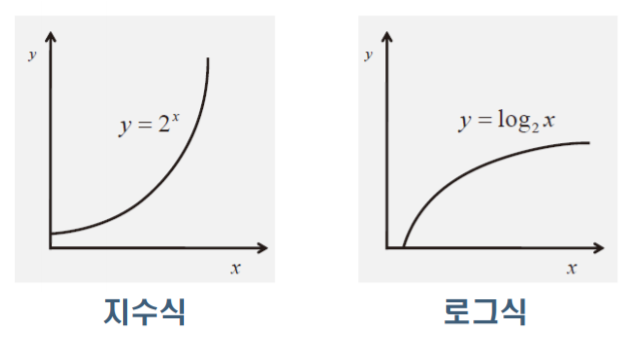 y
y = 2^x
x
지수식
y
y = log₂ x
x
로그식